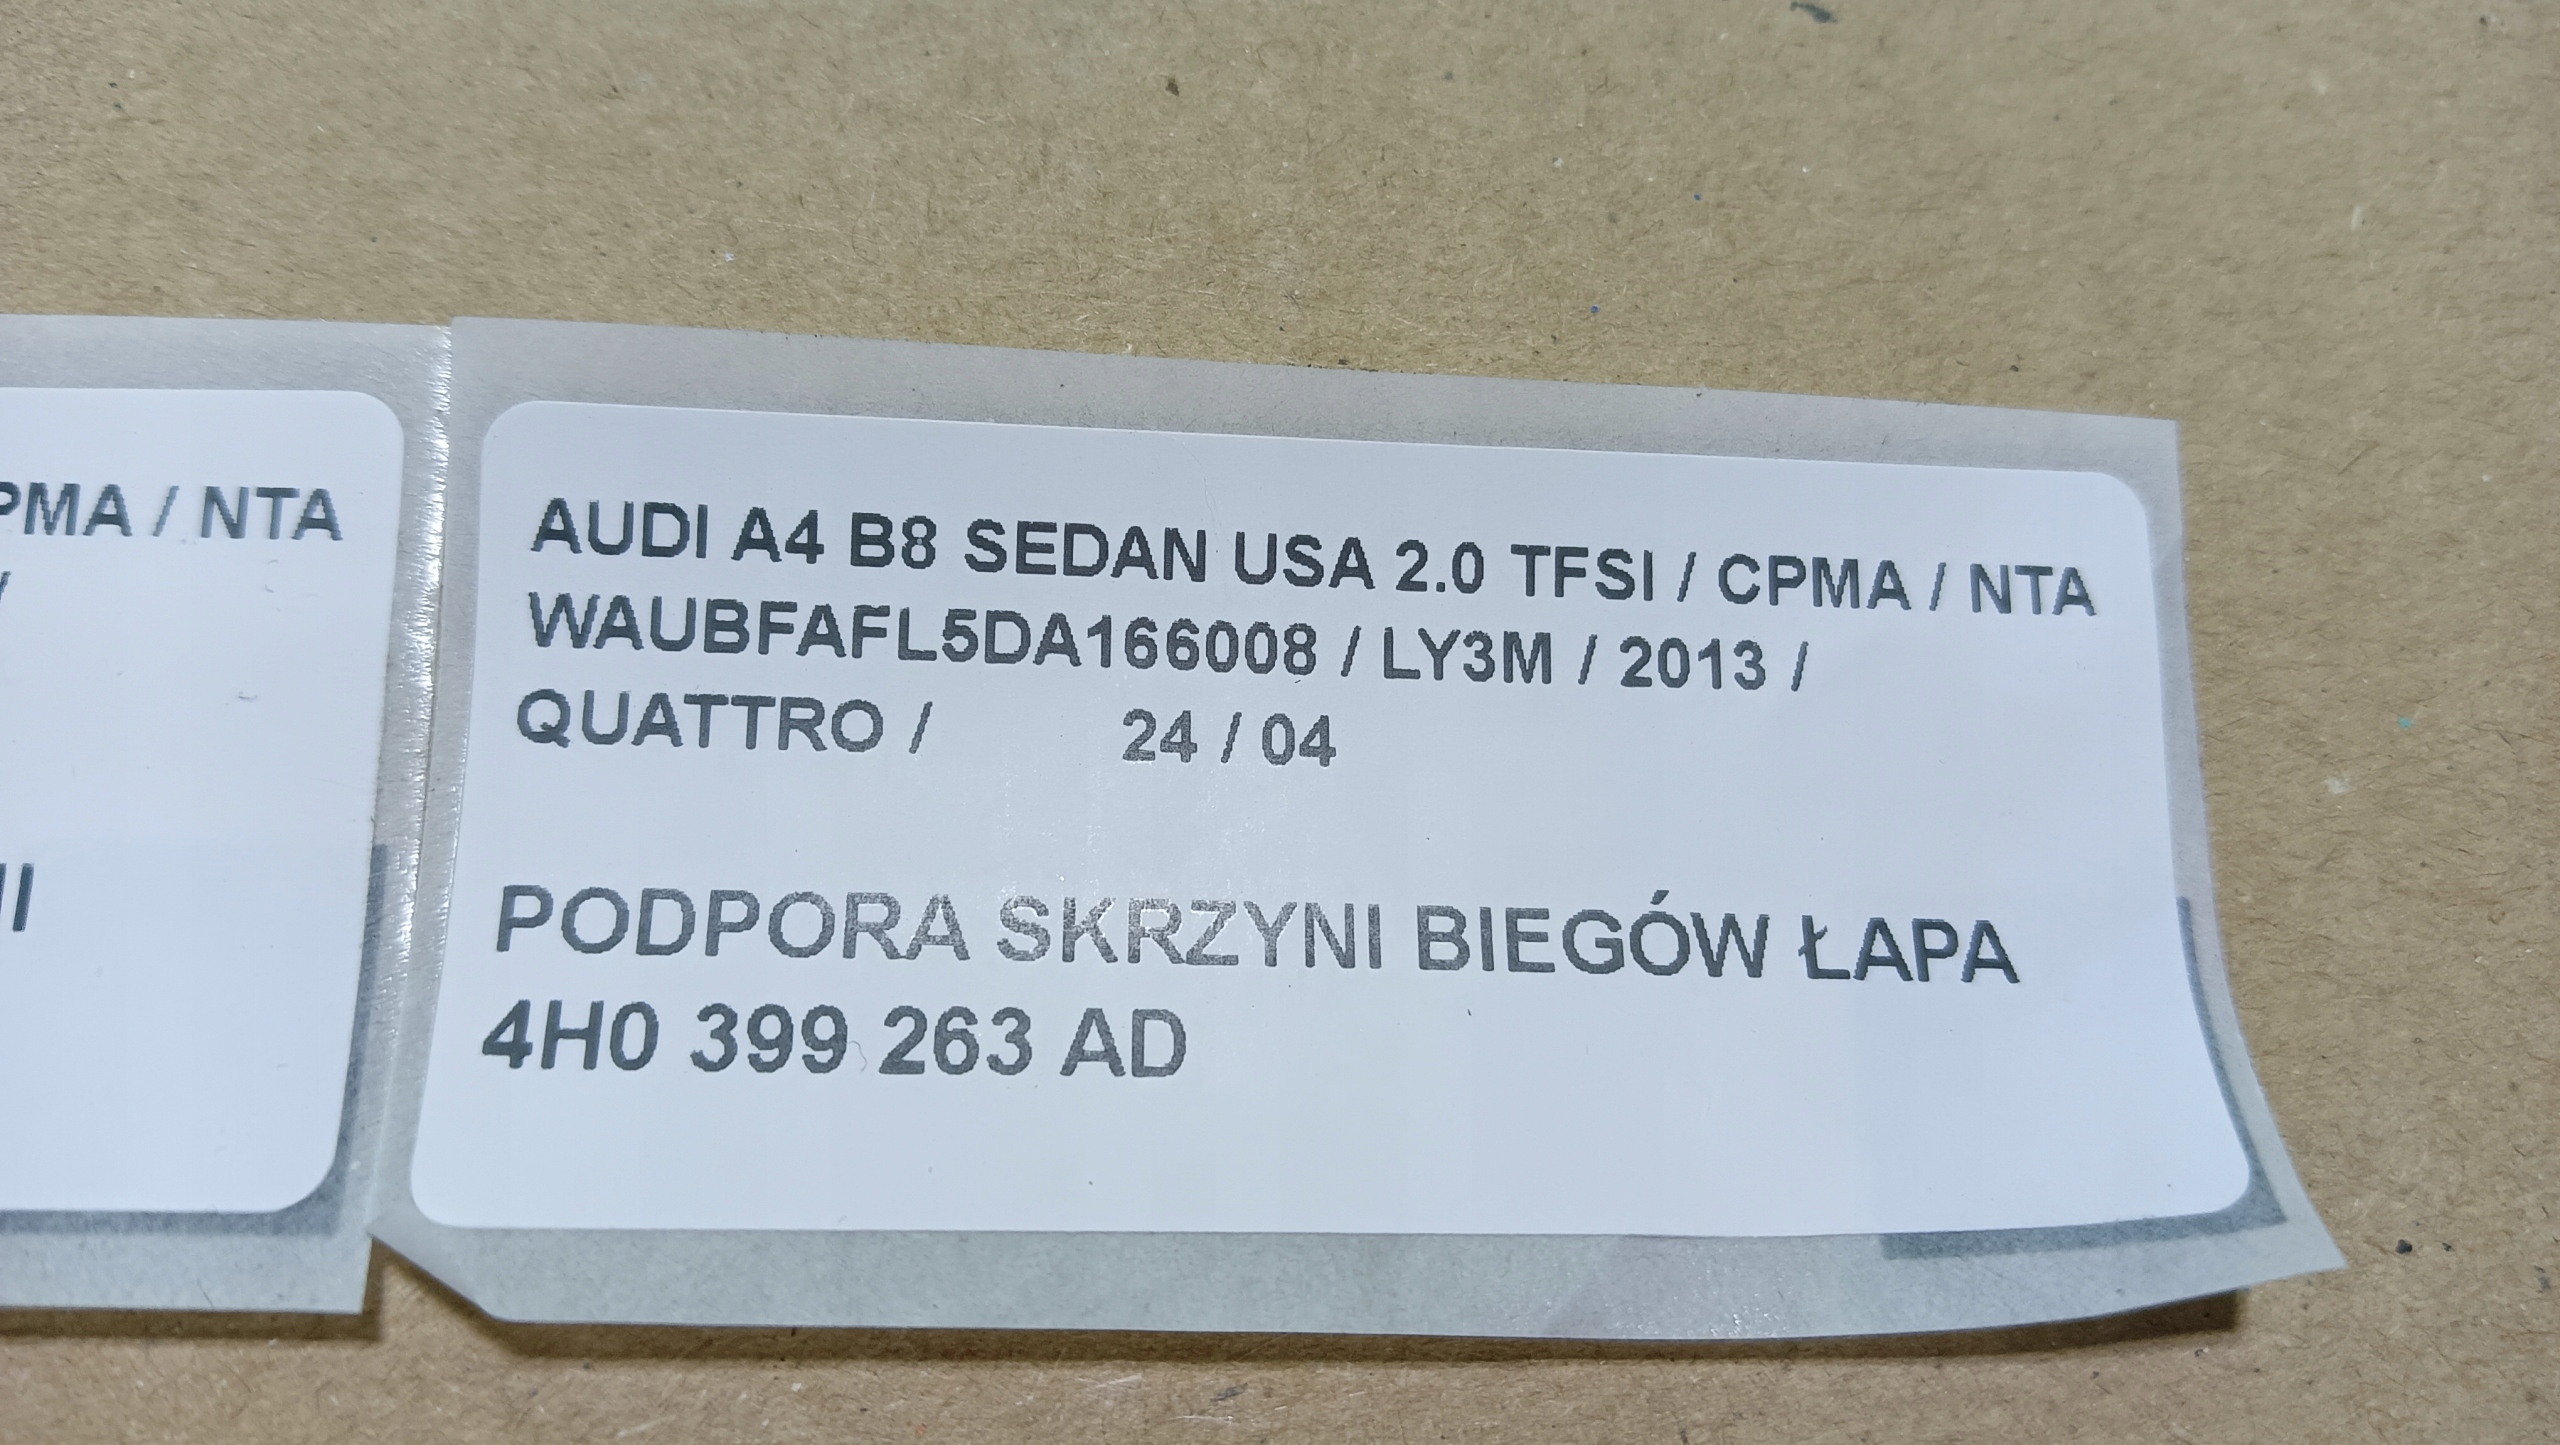 PMA / NTA
/
II
AUDI A4 B8 SEDAN USA 2.0 TFSI / CPMA / NTA
WAUBFAFL5DA166008 / LY3M / 2013 /
QUATTRO / 24 / 04
PODPORA SKRZYNI BIEGÓW ŁAPA
4H0 399 263 AD